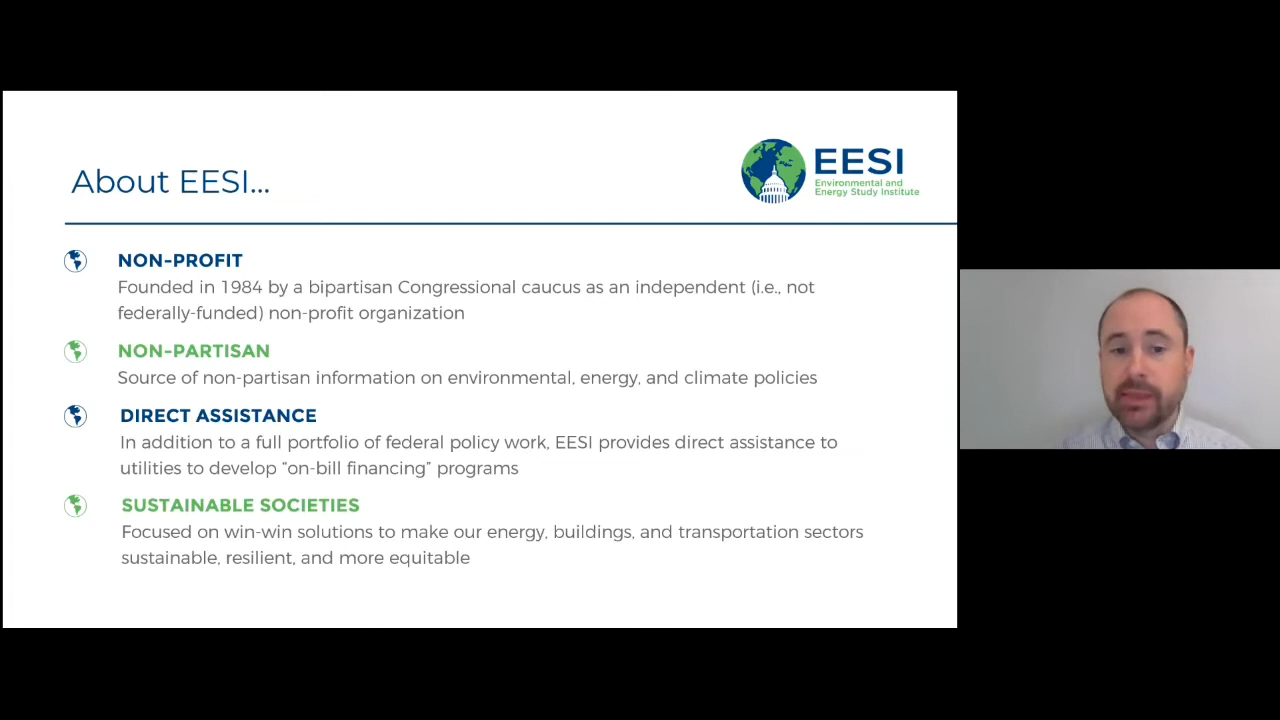 About EESI...
EESI
Environmental and
Energy Study Institute
NON-PROFIT
Founded in 1984 by a bipartisan Congressional caucus as an independent (i.e., not
federally-funded) non-profit organization
NON-PARTISAN
Source of non-partisan information on environmental, energy, and climate policies
DIRECT ASSISTANCE
In addition to a full portfolio of federal policy work, EESI provides direct assistance to
utilities to develop “on-bill financing” programs
SUSTAINABLE SOCIETIES
Focused on win-win solutions to make our energy, buildings, and transportation sectors
sustainable, resilient, and more equitable